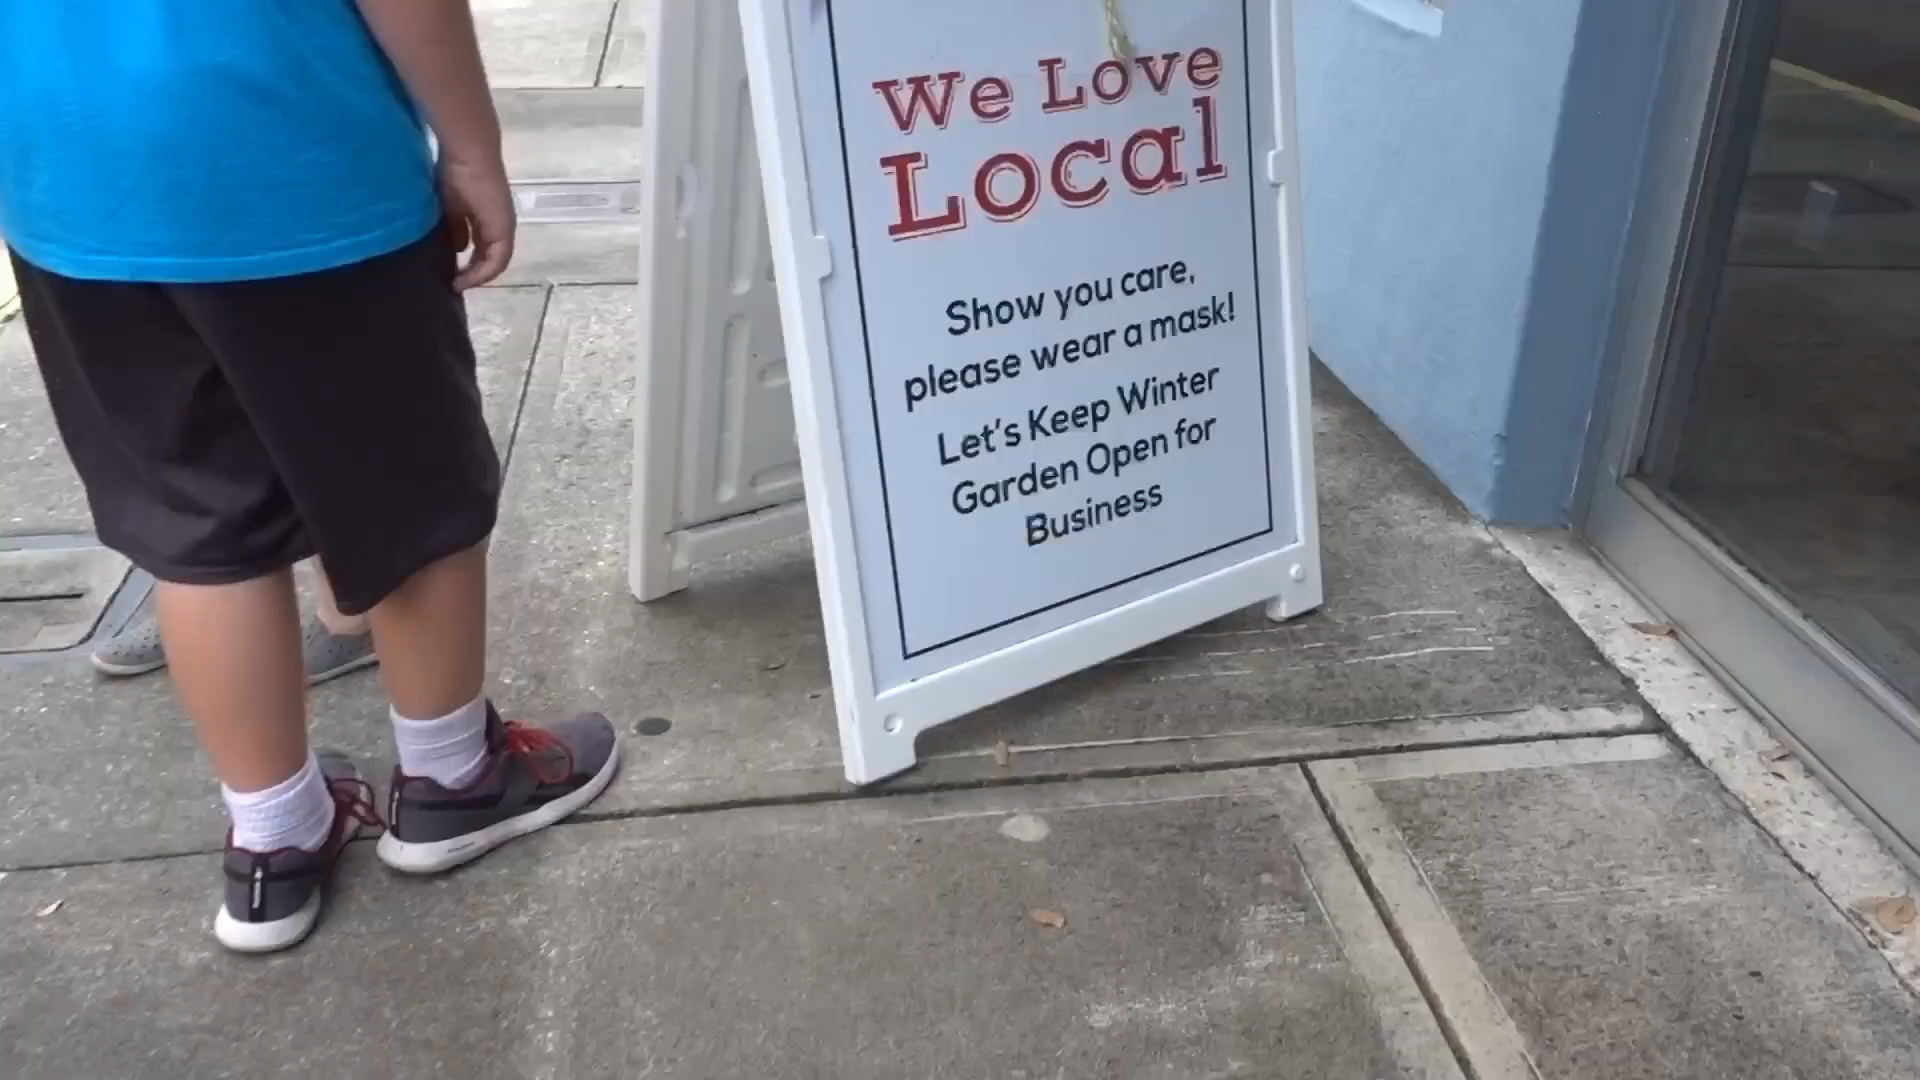 We Love
Local
Show you care,
please wear a mask!
Let's Keep Winter
Garden Open for
Business